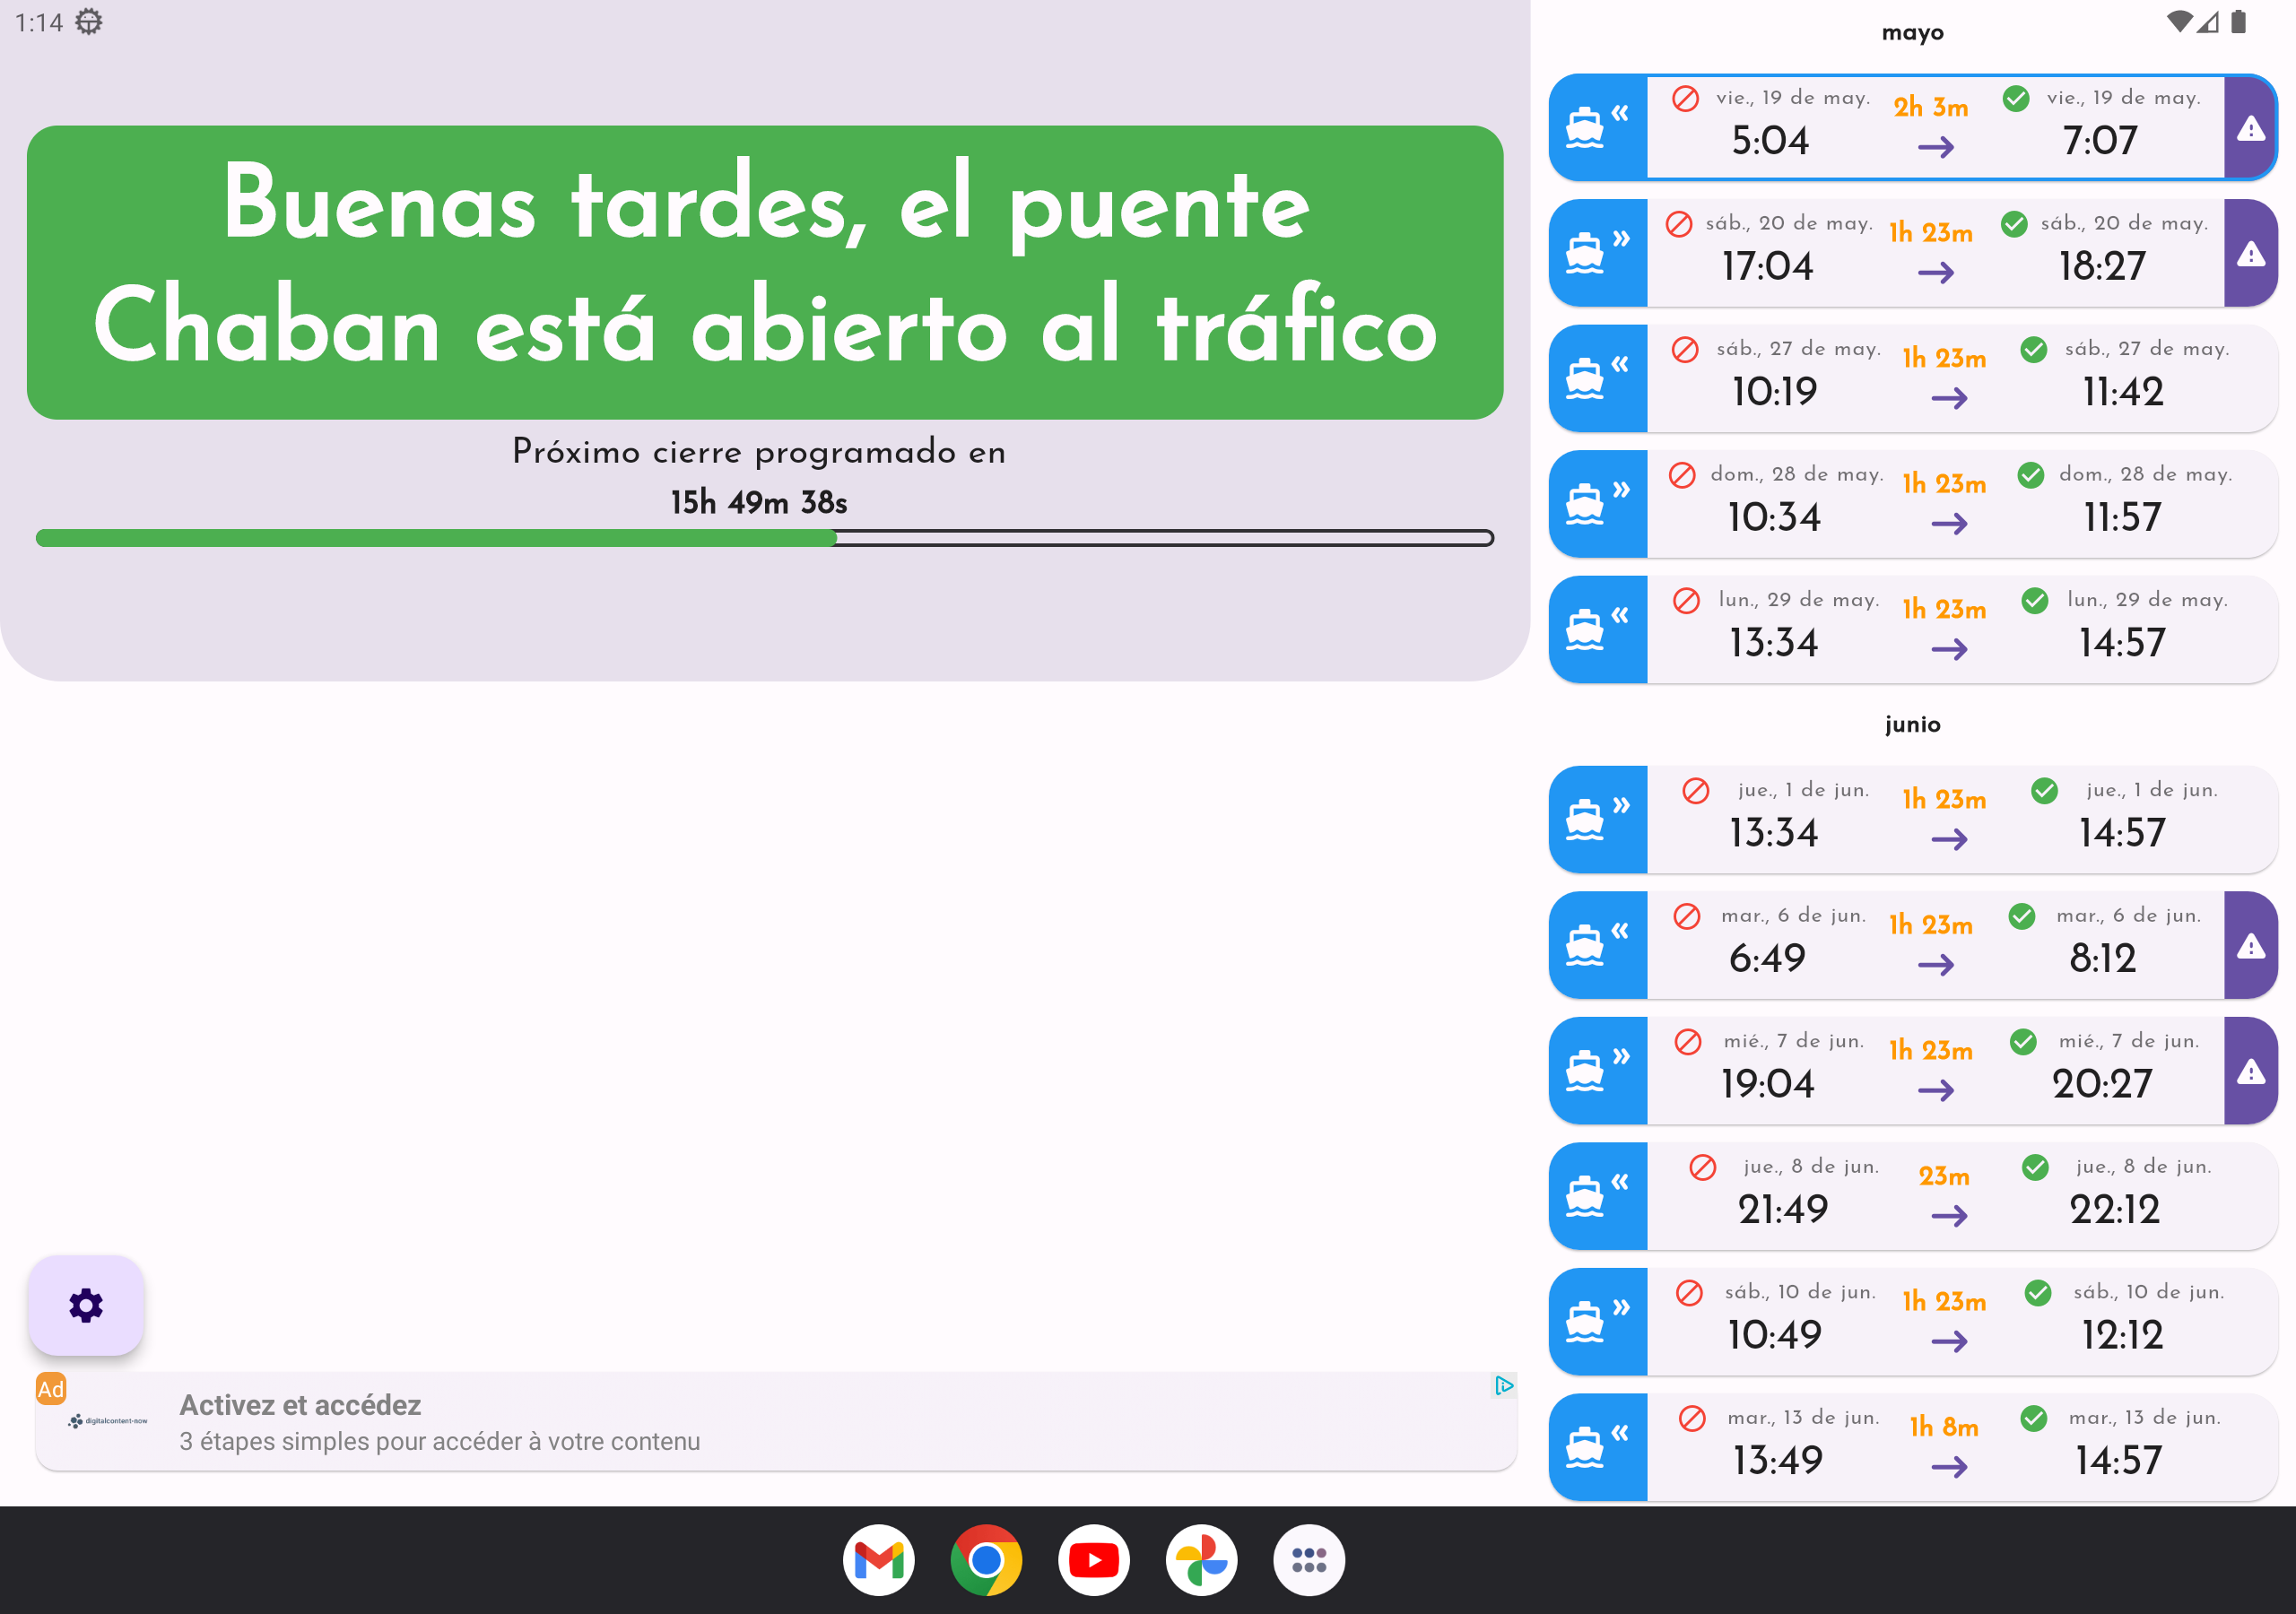 1:14
Buenas tardes, el puente
Chaban está abierto al tráfico
Próximo cierre programado en
15h 49m 38s
Ad
digitalcontent-now
Activez et accédez
3 étapes simples pour accéder à votre contenu
mayo
vie., 19 de may. 2h 3m vie., 19 de may.
5:04 7:07
sáb., 20 de may. 1h 23m sáb., 20 de may.
17:04 18:27
sáb., 27 de may. 1h 23m sáb., 27 de may.
10:19 11:42
dom., 28 de may. 1h 23m dom., 28 de may.
10:34 11:57
lun., 29 de may. 1h 23m lun., 29 de may.
13:34 14:57
junio
jue., 1 de jun. 1h 23m jue., 1 de jun.
13:34 14:57
mar., 6 de jun. 1h 23m mar., 6 de jun.
6:49 8:12
mié., 7 de jun. 1h 23m mié., 7 de jun.
19:04 20:27
jue., 8 de jun. 23m jue., 8 de jun.
21:49 22:12
sáb., 10 de jun. 1h 23m sáb., 10 de jun.
10:49 12:12
mar., 13 de jun. 1h 8m mar., 13 de jun.
13:49 14:57